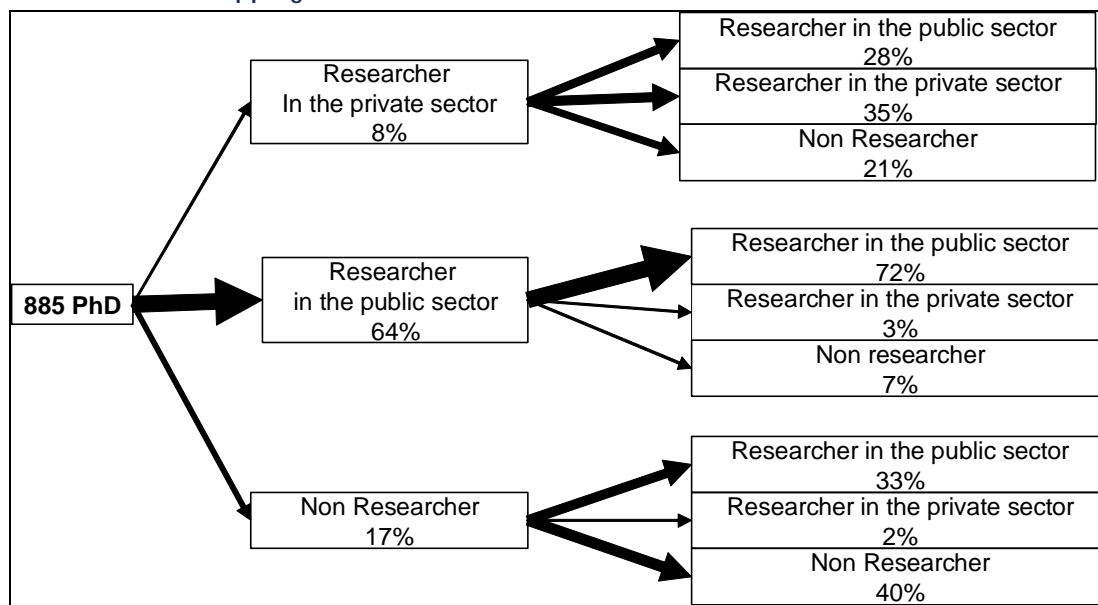 885 PhD
Researcher
In the private sector
8%
Researcher in the public sector
28%
Researcher in the private sector
35%
Non Researcher
21%
Researcher
in the public sector
64%
Researcher in the public sector
72%
Researcher in the private sector
3%
Non researcher
7%
Non Researcher
17%
Researcher in the public sector
33%
Researcher in the private sector
2%
Non Researcher
40%